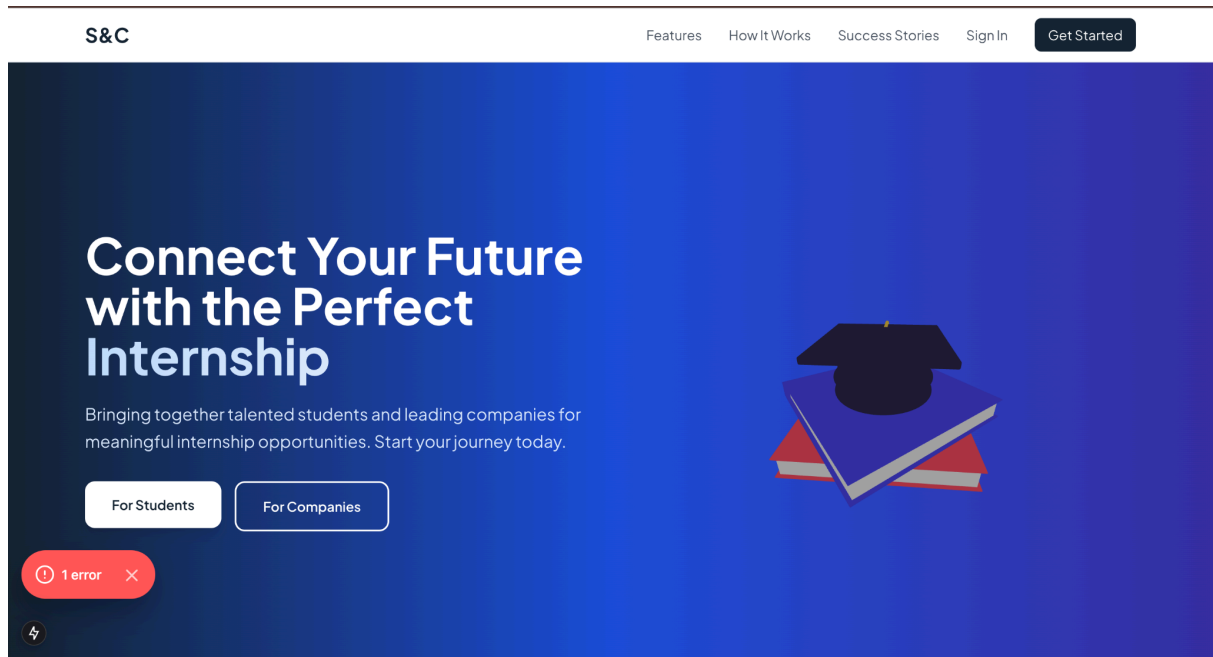 S&C
Features
How It Works
Success Stories
Sign In
Get Started
Connect Your Future
with the Perfect
Internship
Bringing together talented students and leading companies for
meaningful internship opportunities. Start your journey today.
For Students
For Companies
1 error